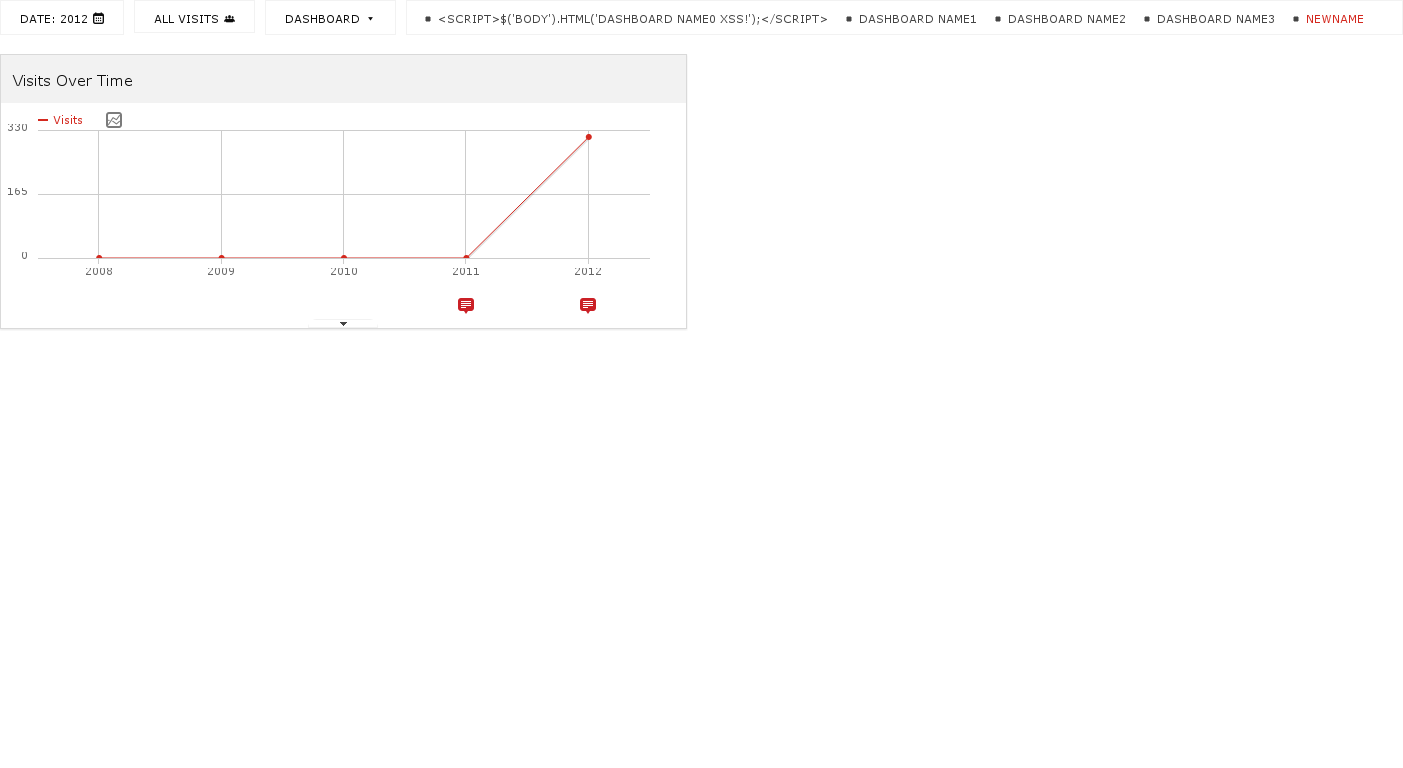 DATE: 2012 ALL VISITS DASHBOARD <SCRIPT>$('BODY').HTML('DASHBOARD NAME0 XSS!');</SCRIPT> DASHBOARD NAME1 DASHBOARD NAME2 DASHBOARD NAME3 NEWNAME
Visits Over Time
Visits
330
165
0
2008 2009 2010 2011 2012